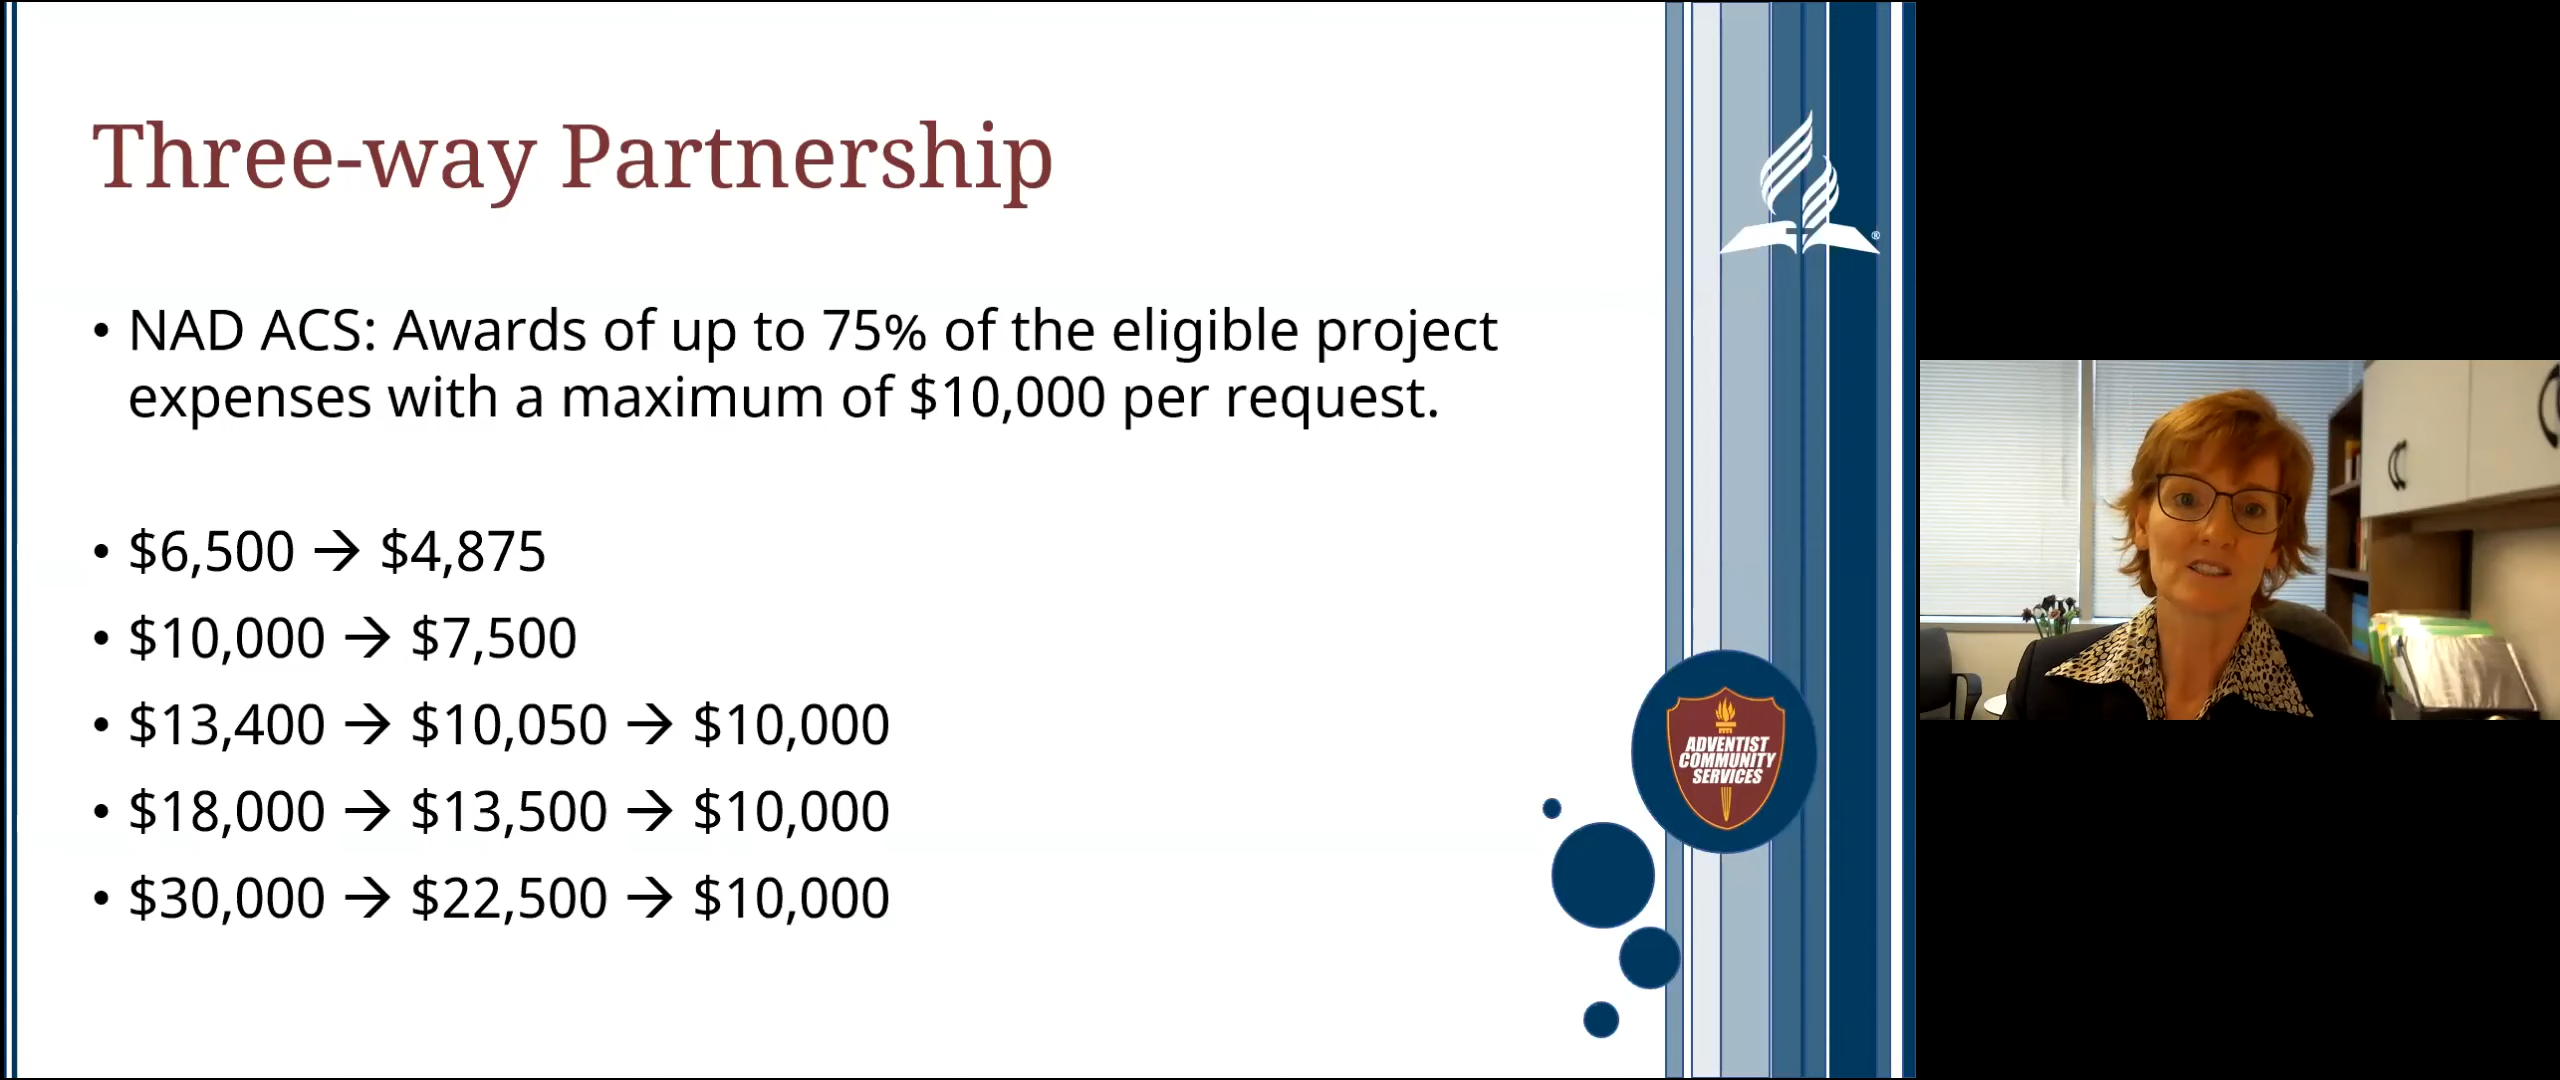 Three-way Partnership
• NAD ACS: Awards of up to 75% of the eligible project
expenses with a maximum of $10,000 per request.
• $6,500 → $4,875
• $10,000 → $7,500
• $13,400 → $10,050 → $10,000
• $18,000 → $13,500 → $10,000
• $30,000 → $22,500 → $10,000
®
ADVENTIST
COMMUNITY
SERVICES